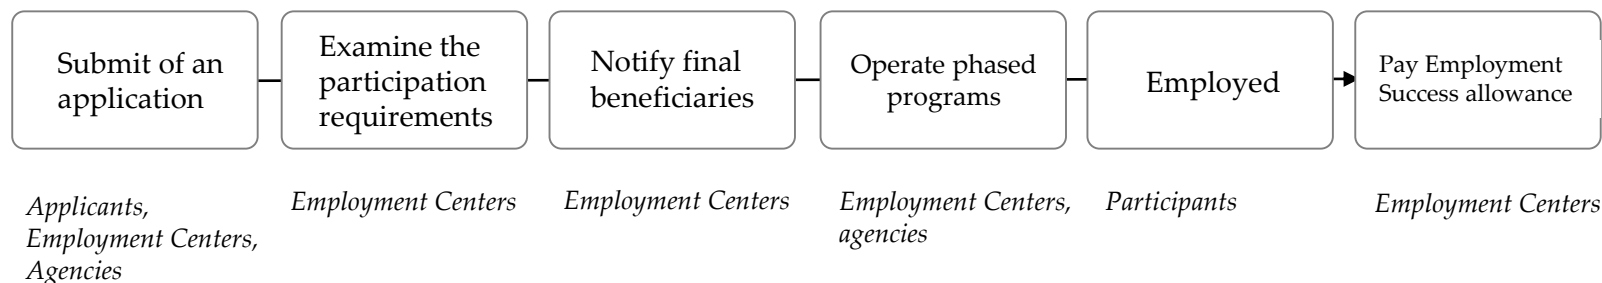 Submit of an
application
Examine the
participation
requirements
Notify final
beneficiaries
Operate phased
programs
Employed
Pay Employment
Success allowance
Applicants,
Employment Centers,
Agencies
Employment Centers
Employment Centers
Employment Centers,
agencies
Participants
Employment Centers